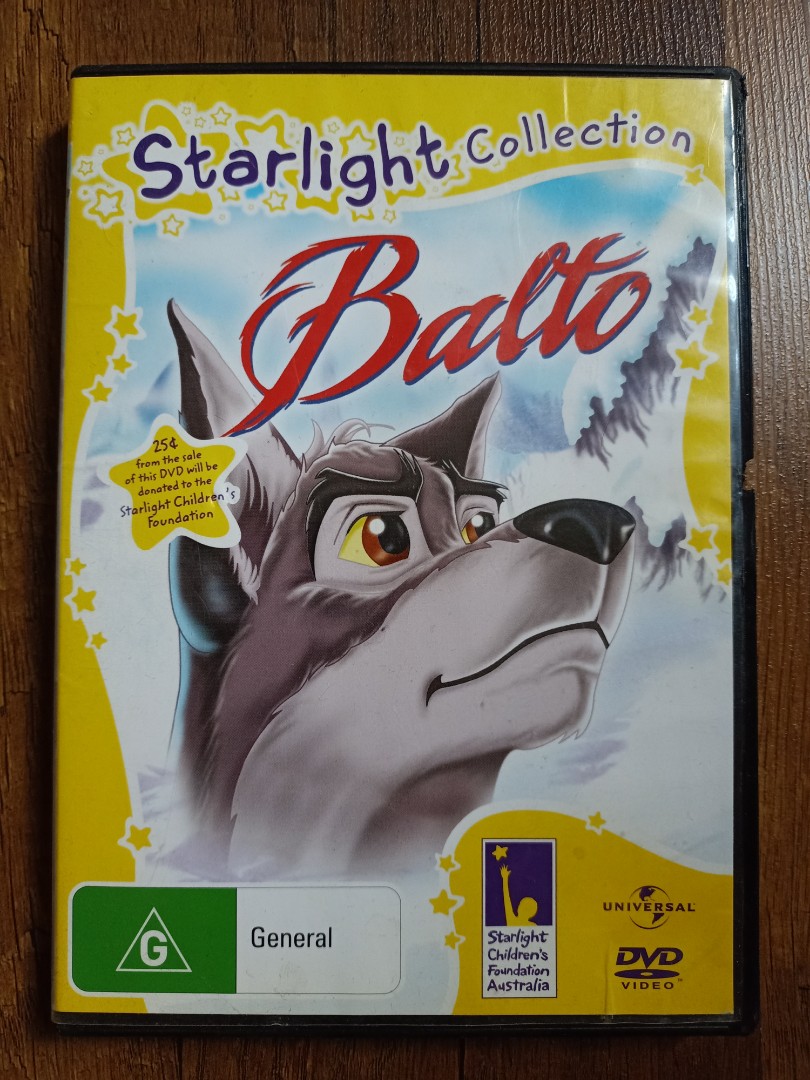 Starlight Collection
Balto
25¢
from the sale
of this DVD will be
donated to the
Starlight Children's
Foundation
G
General
Starlight
Children's
Foundation
Australia
UNIVERSAL
DVD
VIDEO™